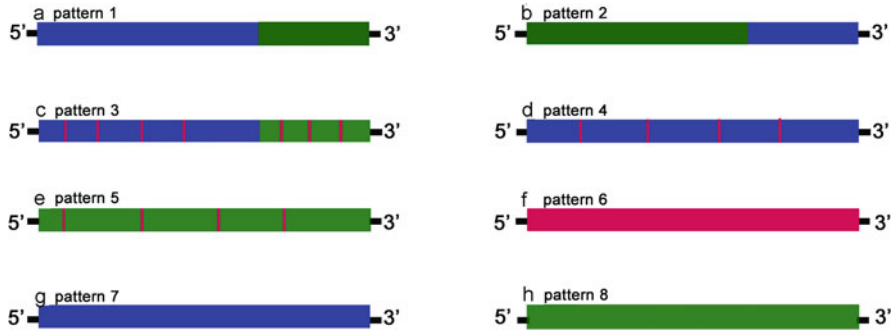 a pattern 1
5’ 3’
b pattern 2
5’ 3’
c pattern 3
5’ 3’
d pattern 4
5’ 3’
e pattern 5
5’ 3’
f pattern 6
5’ 3’
g pattern 7
5’ 3’
h pattern 8
5’ 3’